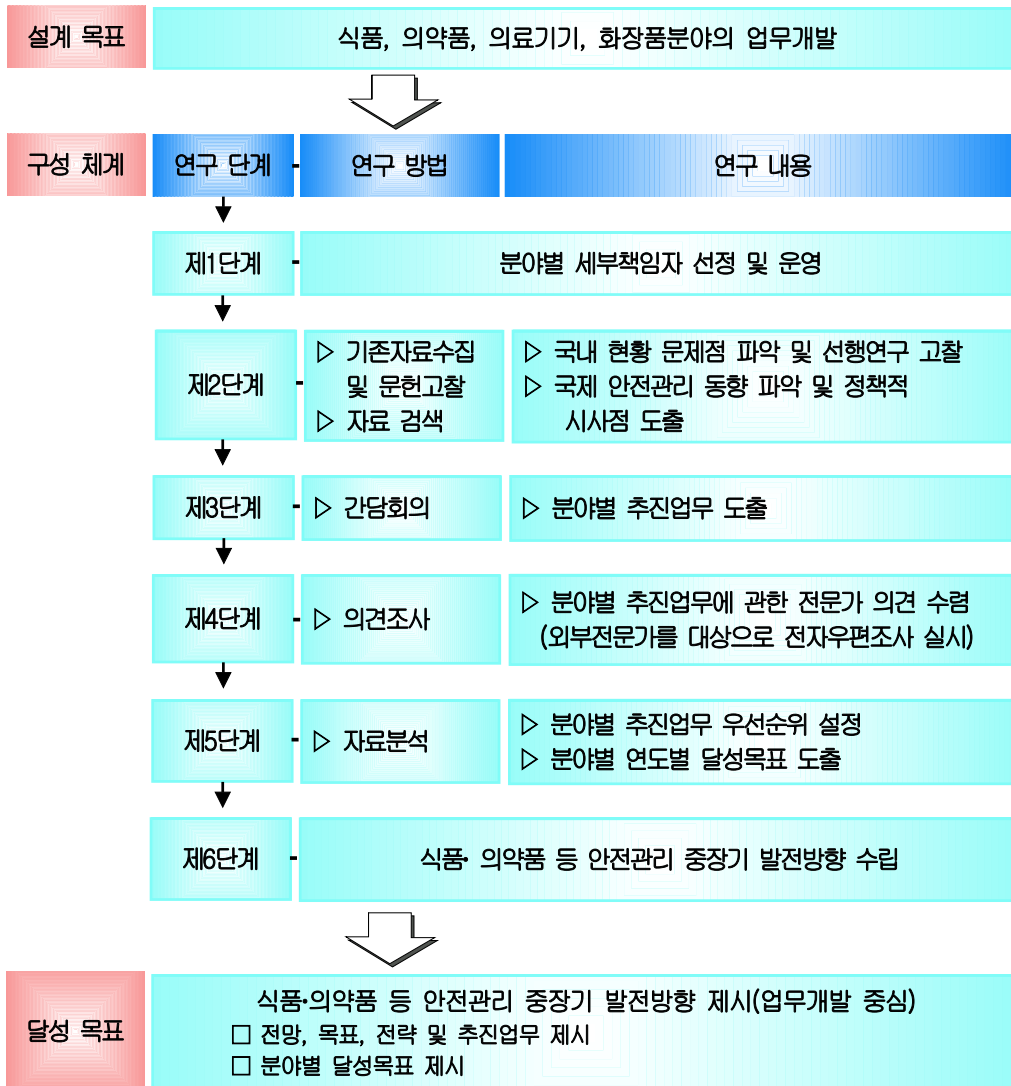 설계 목표
식품, 의약품, 의료기기, 화장품분야의 업무개발
구성 체계
연구 단계 - 연구 방법
연구 내용
제1단계 - 분야별 세부책임자 선정 및 운영
제2단계 -
▷ 기존자료수집
및 문헌고찰
▷ 자료 검색
▷ 국내 현황 문제점 파악 및 선행연구 고찰
▷ 국제 안전관리 동향 파악 및 정책적
시사점 도출
제3단계 - ▷ 간담회의
▷ 분야별 추진업무 도출
제4단계 - ▷ 의견조사
▷ 분야별 추진업무에 관한 전문가 의견 수렴
(외부전문가를 대상으로 전자우편조사 실시)
제5단계 - ▷ 자료분석
▷ 분야별 추진업무 우선순위 설정
▷ 분야별 연도별 달성목표 도출
제6단계 - 식품· 의약품 등 안전관리 중장기 발전방향 수립
달성 목표
식품·의약품 등 안전관리 중장기 발전방향 제시(업무개발 중심)
□ 전망, 목표, 전략 및 추진업무 제시
□ 분야별 달성목표 제시